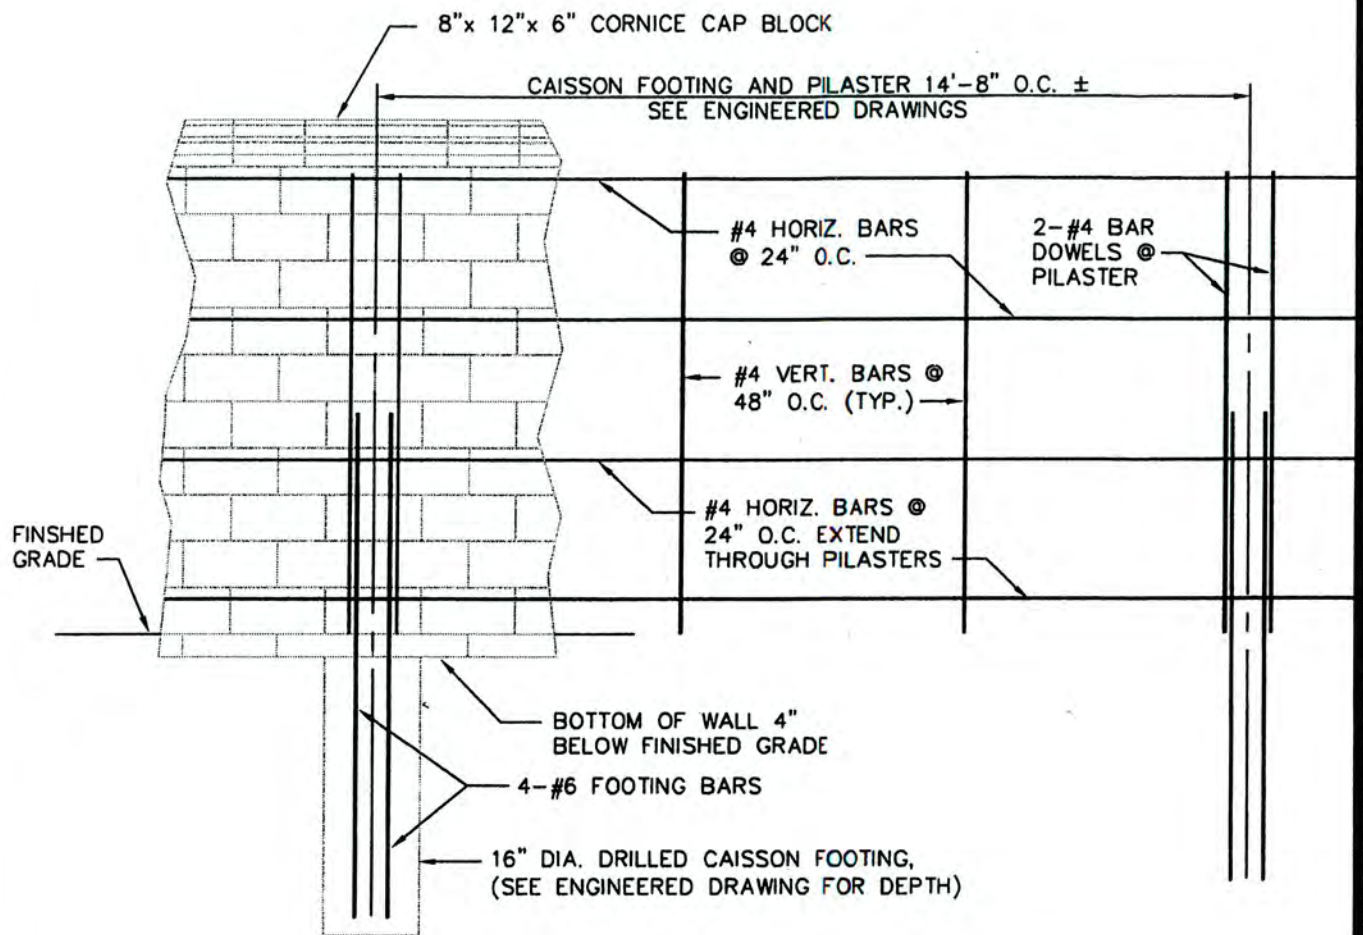 8"x 12"x 6" CORNICE CAP BLOCK
CAISSON FOOTING AND PILASTER 14'-8" O.C. ±
SEE ENGINEERED DRAWINGS
#4 HORIZ. BARS
@ 24" O.C.
2-#4 BAR
DOWELS @
PILASTER
#4 VERT. BARS @
48" O.C. (TYP.)
#4 HORIZ. BARS @
24" O.C. EXTEND
THROUGH PILASTERS
FINSHED
GRADE
BOTTOM OF WALL 4"
BELOW FINISHED GRADE
4-#6 FOOTING BARS
16" DIA. DRILLED CAISSON FOOTING,
(SEE ENGINEERED DRAWING FOR DEPTH)